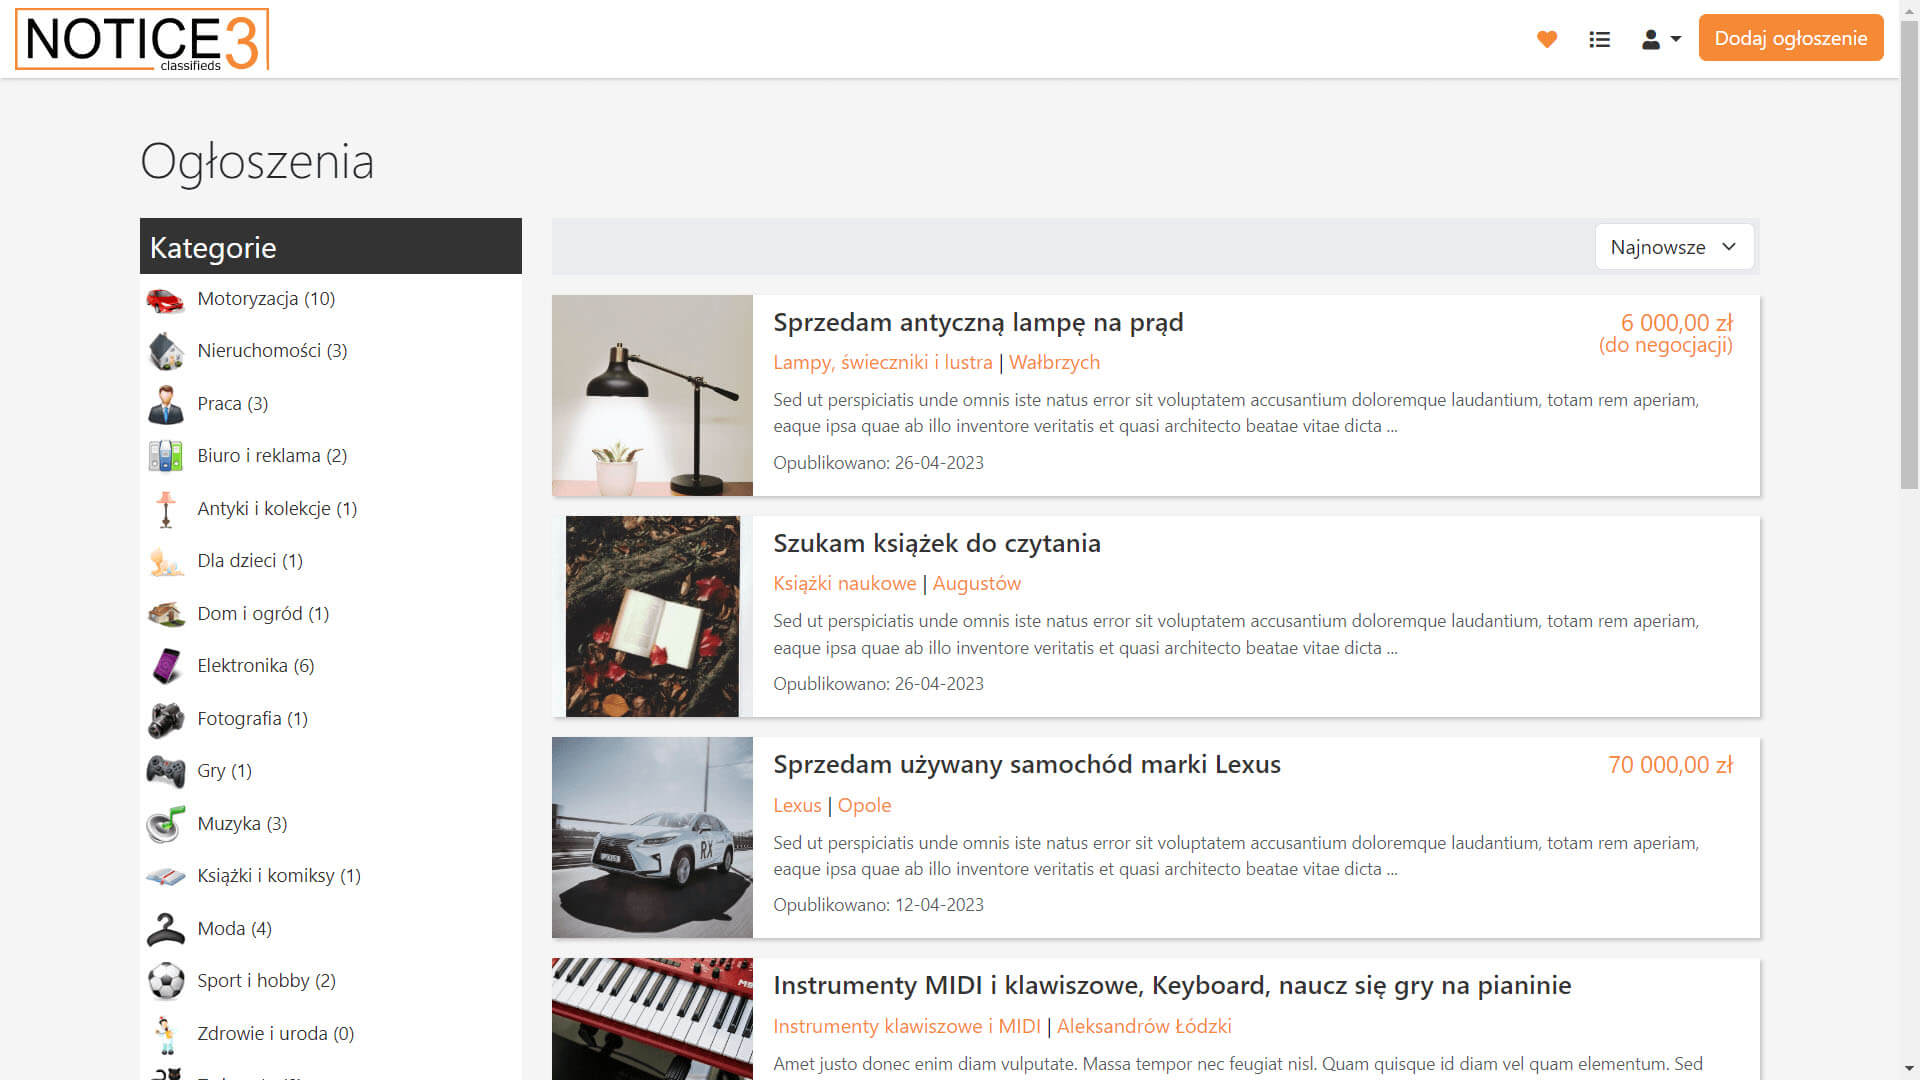 NOTICE3
classifieds
Dodaj ogłoszenie
Ogłoszenia
Kategorie
Motoryzacja (10)
Nieruchomości (3)
Praca (3)
Biuro i reklama (2)
Antyki i kolekcje (1)
Dla dzieci (1)
Dom i ogród (1)
Elektronika (6)
Fotografia (1)
Gry (1)
Muzyka (3)
Książki i komiksy (1)
Moda (4)
Sport i hobby (2)
Zdrowie i uroda (0)
Najnowsze
Sprzedam antyczną lampę na prąd
6 000,00 zł
(do negocjacji)
Lampy, świeczniki i lustra | Wałbrzych
Sed ut perspiciatis unde omnis iste natus error sit voluptatem accusantium doloremque laudantium, totam rem aperiam,
eaque ipsa quae ab illo inventore veritatis et quasi architecto beatae vitae dicta ...
Opublikowano: 26-04-2023
Szukam książek do czytania
Książki naukowe | Augustów
Sed ut perspiciatis unde omnis iste natus error sit voluptatem accusantium doloremque laudantium, totam rem aperiam,
eaque ipsa quae ab illo inventore veritatis et quasi architecto beatae vitae dicta ...
Opublikowano: 26-04-2023
RX
Sprzedam używany samochód marki Lexus
70 000,00 zł
Lexus | Opole
Sed ut perspiciatis unde omnis iste natus error sit voluptatem accusantium doloremque laudantium, totam rem aperiam,
eaque ipsa quae ab illo inventore veritatis et quasi architecto beatae vitae dicta ...
Opublikowano: 12-04-2023
Instrumenty MIDI i klawiszowe, Keyboard, naucz się gry na pianinie
Instrumenty klawiszowe i MIDI | Aleksandrów Łódzki
Amet justo donec enim diam vulputate. Massa tempor nec feugiat nisl. Quam quisque id diam vel quam elementum. Sed